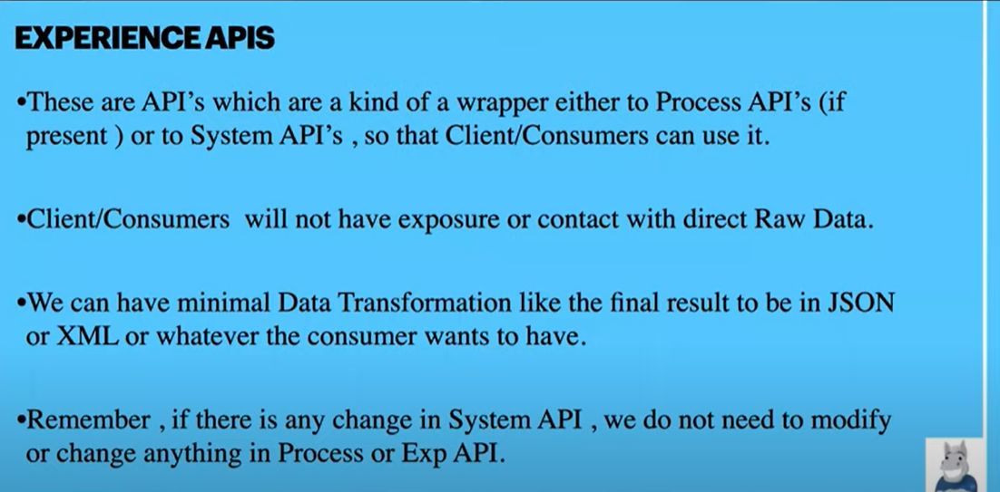 EXPERIENCE APIS
•These are API’s which are a kind of a wrapper either to Process API’s (if
present ) or to System API’s , so that Client/Consumers can use it.
•Client/Consumers  will not have exposure or contact with direct Raw Data.
•We can have minimal Data Transformation like the final result to be in JSON
or XML or whatever the consumer wants to have.
•Remember , if there is any change in System API , we do not need to modify
or change anything in Process or Exp API.